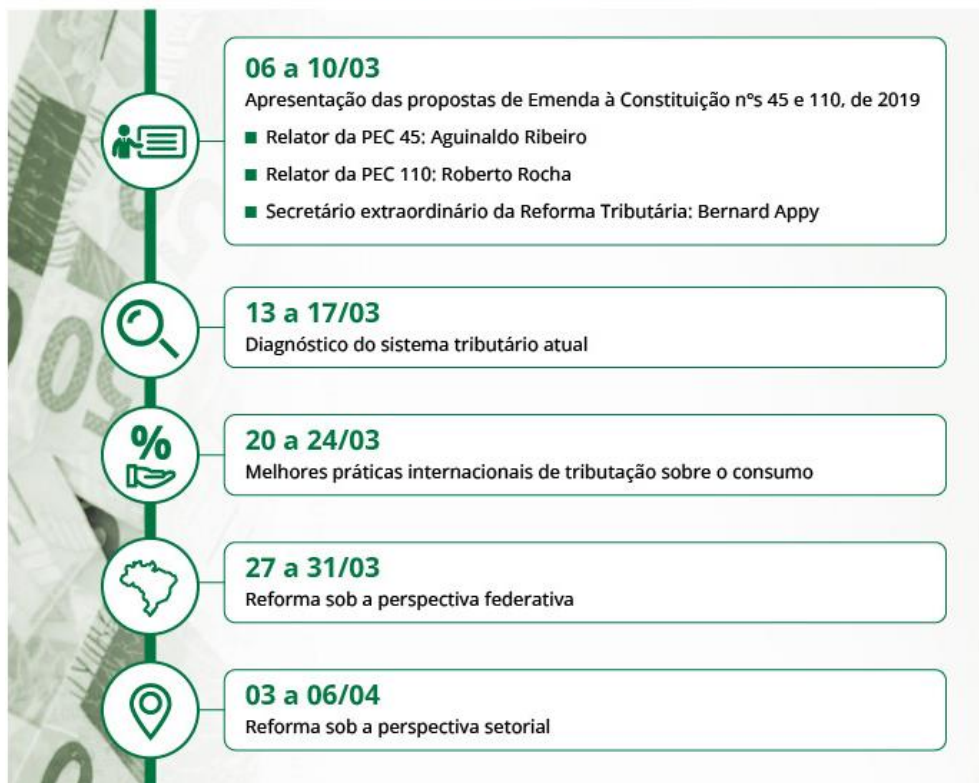 06 a 10/03
Apresentação das propostas de Emenda à Constituição nºs 45 e 110, de 2019
■ Relator da PEC 45: Aguinaldo Ribeiro
■ Relator da PEC 110: Roberto Rocha
■ Secretário extraordinário da Reforma Tributária: Bernard Appy
13 a 17/03
Diagnóstico do sistema tributário atual
%
20 a 24/03
Melhores práticas internacionais de tributação sobre o consumo
27 a 31/03
Reforma sob a perspectiva federativa
03 a 06/04
Reforma sob a perspectiva setorial